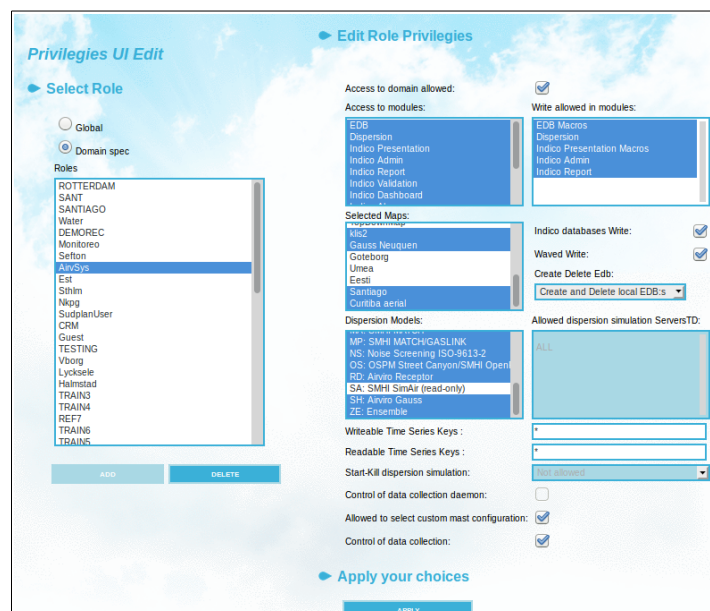 Privilegies UI Edit
Select Role
Global
Domain spec
Roles
ROTTERDAM
SANT
SANTIAGO
Water
DEMOREC
Monitoreo
Sefton
AirvSys
Est
Sthlm
Nkpg
SudplanUser
CRM
Guest
TESTING
Vborg
Lycksele
Halmstad
TRAIN3
TRAIN4
REF7
TRAIN6
TRAIN5
ADD DELETE
Edit Role Privilegies
Access to domain allowed:
Access to modules:
EDB
Dispersion
Indico Presentation
Indico Admin
Indico Report
Indico Validation
Indico Dashboard
Write allowed in modules:
EDB Macros
Dispersion
Indico Presentation Macros
Indico Admin
Indico Report
Selected Maps:
klis2
Gauss Neuquen
Goteborg
Umea
Eesti
Santiago
Curitiba aerial
Indico databases Write:
Waved Write:
Create Delete Edb:
Create and Delete local EDB:s
Dispersion Models:
MP: SMHI MATCH/GASLINK
NS: Noise Screening ISO-9613-2
OS: OSPM Street Canyon/SMHI Openl
RD: Airviro Receptor
SA: SMHI SimAir (read-only)
SH: Airviro Gauss
ZE: Ensemble
Allowed dispersion simulation ServersTD:
ALL
Writeable Time Series Keys : *
Readable Time Series Keys : *
Start-Kill dispersion simulation: Not allowed
Control of data collection daemon:
Allowed to select custom mast configuration:
Control of data collection:
Apply your choices
APPLY